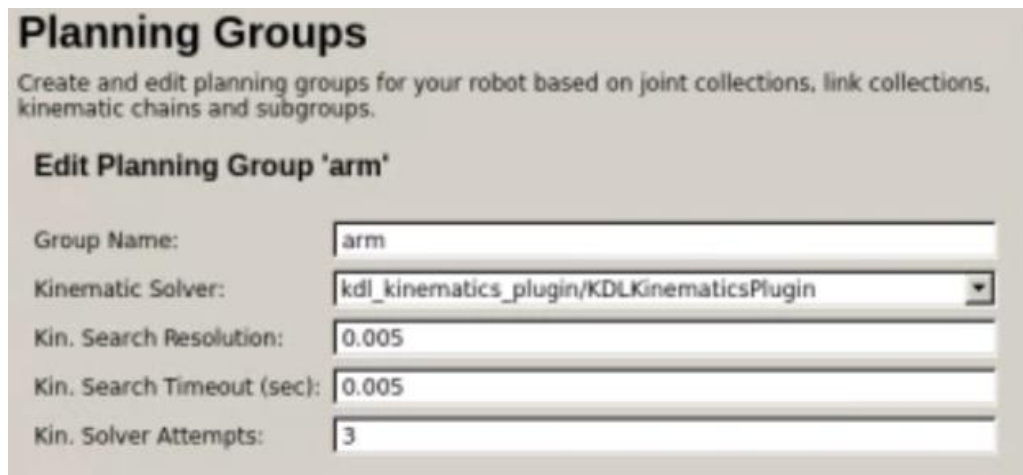 Planning Groups
Create and edit planning groups for your robot based on joint collections, link collections,
kinematic chains and subgroups.
Edit Planning Group 'arm'
Group Name: arm
Kinematic Solver: kdl_kinematics_plugin/KDLKinematicsPlugin
Kin. Search Resolution: 0.005
Kin. Search Timeout (sec): 0.005
Kin. Solver Attempts: 3